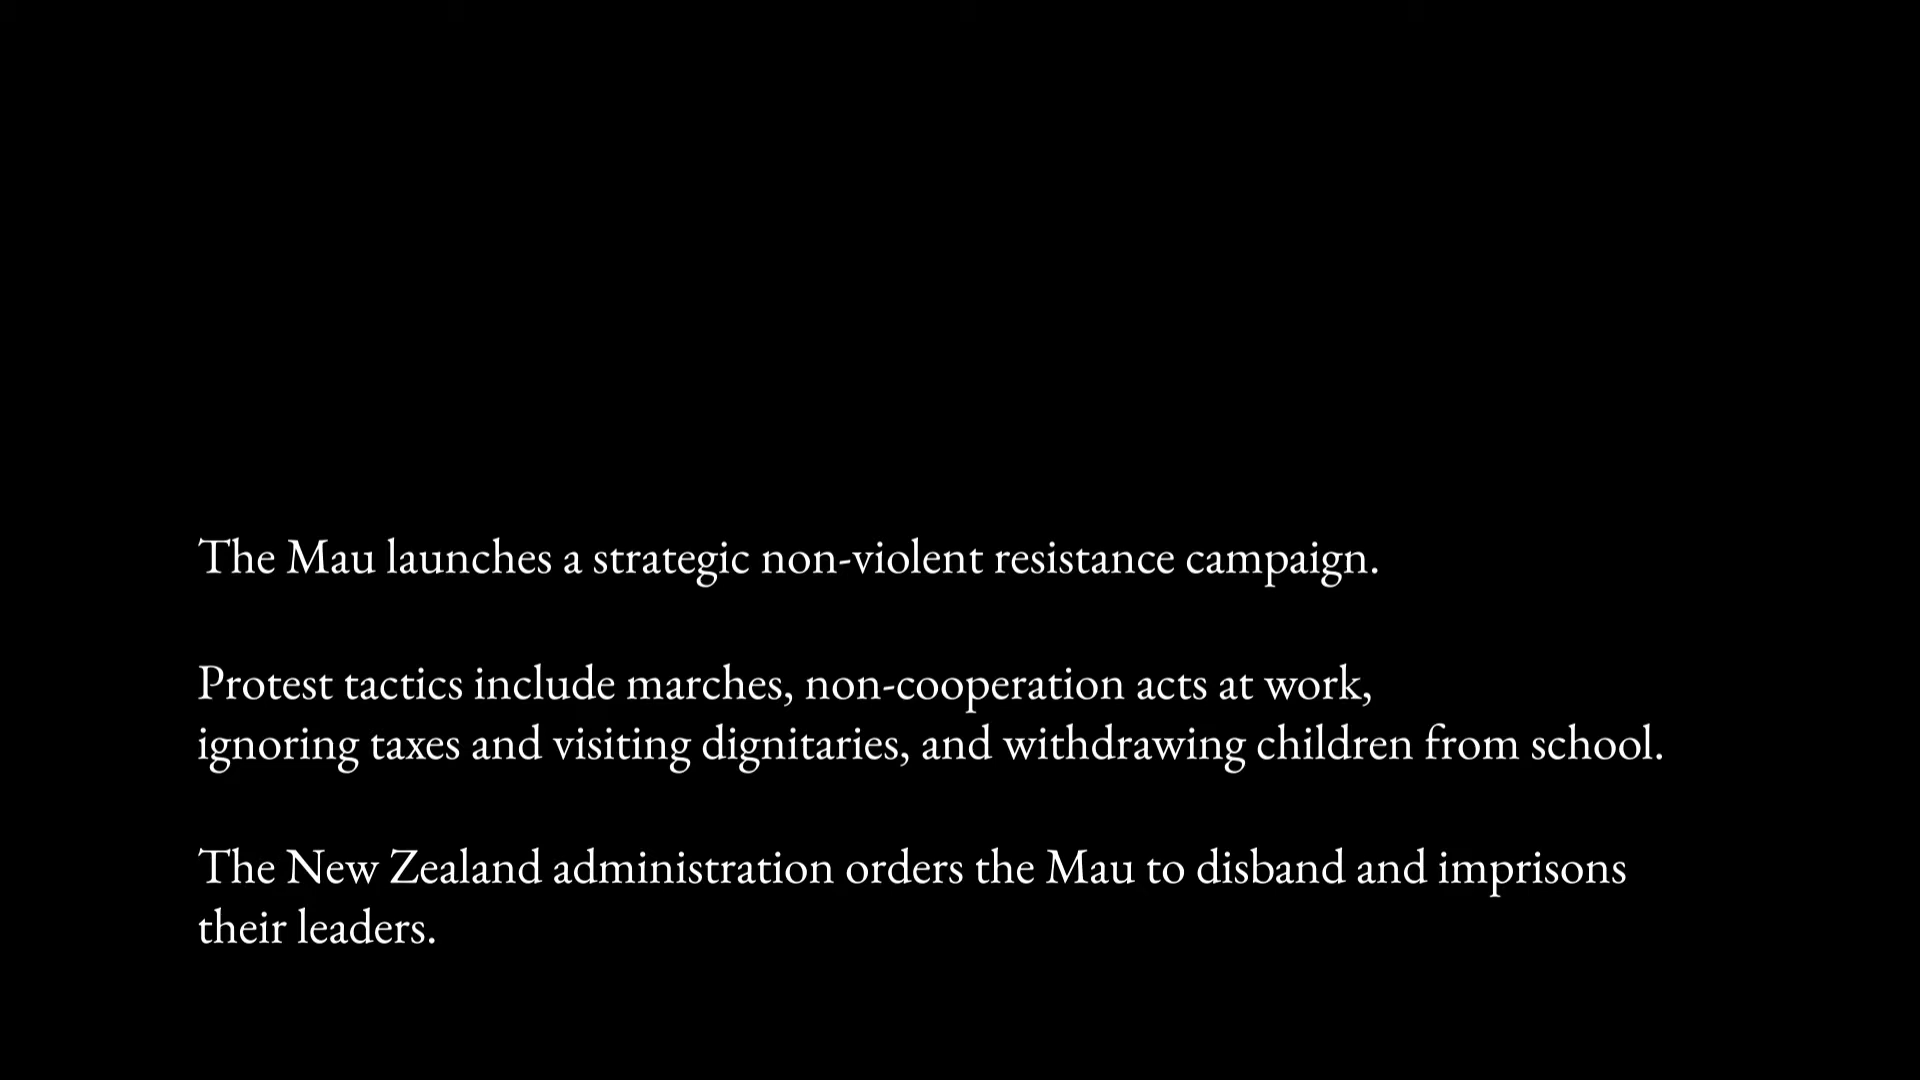 The Mau launches a strategic non-violent resistance campaign.
Protest tactics include marches, non-cooperation acts at work,
ignoring taxes and visiting dignitaries, and withdrawing children from school.
The New Zealand administration orders the Mau to disband and imprisons
their leaders.